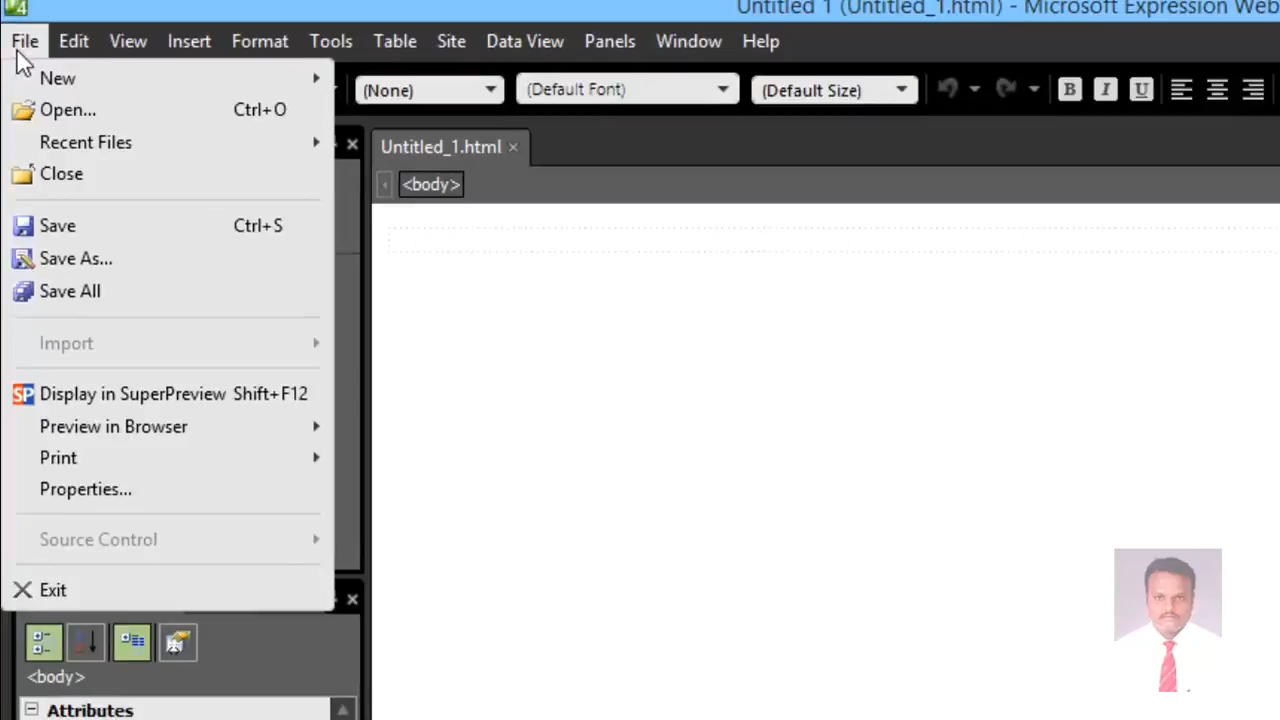 Untitled 1 (Untitled_1.html) - Microsoft Expression Web
File Edit View Insert Format Tools Table Site Data View Panels Window Help
New
(None) (Default Font) (Default Size) B I U
Open... Ctrl+O
Recent Files
Untitled_1.html
Close
<body>
Save Ctrl+S
Save As...
Save All
Import
SP Display in SuperPreview Shift+F12
Preview in Browser
Print
Properties...
Source Control
Exit
<body>
Attributes